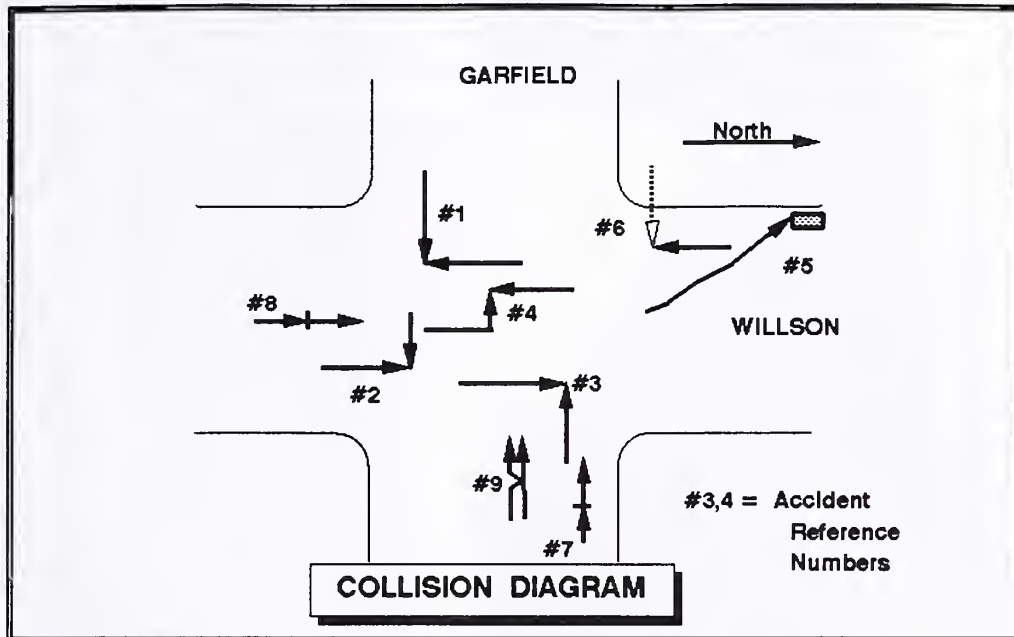 GARFIELD
North
#1
#6
#5
#8
#4
WILLSON
#2
#3
#9
#3,4 = Accident
Reference
Numbers
#7
COLLISION DIAGRAM